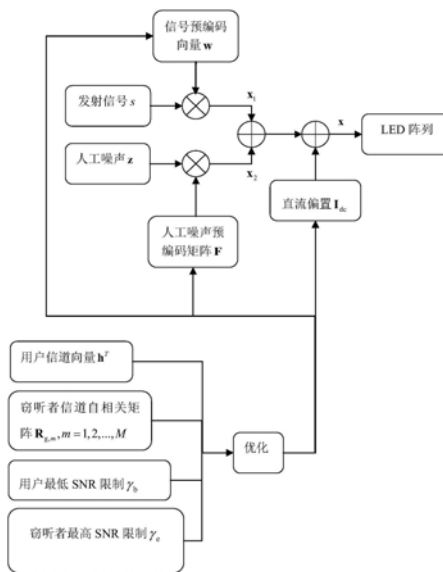 信号预编码
向量 w
发射信号 s
x₁
x
LED 阵列
人工噪声 z
x₂
人工噪声预
编码矩阵 F
直流偏置 I_dc
用户信道向量 hᵀ
窃听者信道自相关矩
阵 R_g,m, m = 1, 2, ..., M
优化
用户最低 SNR 限制 γ_b
窃听者最高 SNR 限制 γ_e